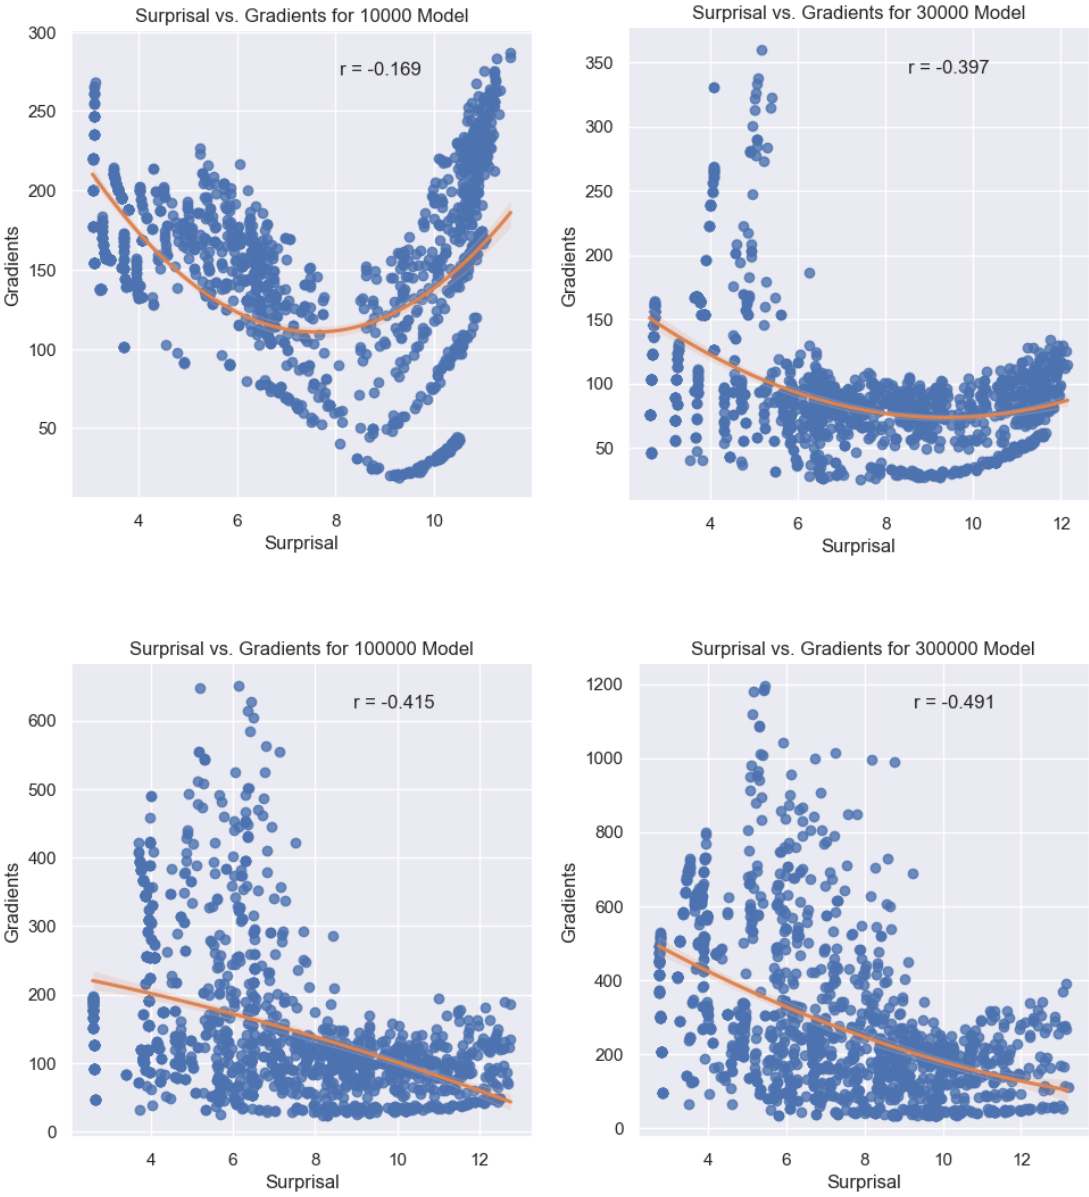 Surprisal vs. Gradients for 10000 Model
r = -0.169
300
250
200
150
100
50
Gradients
4 6 8 10
Surprisal
Surprisal vs. Gradients for 30000 Model
r = -0.397
350
300
250
200
150
100
50
Gradients
4 6 8 10 12
Surprisal
Surprisal vs. Gradients for 100000 Model
r = -0.415
600
500
400
300
200
100
0
Gradients
4 6 8 10 12
Surprisal
Surprisal vs. Gradients for 300000 Model
r = -0.491
1200
1000
800
600
400
200
0
Gradients
4 6 8 10 12
Surprisal